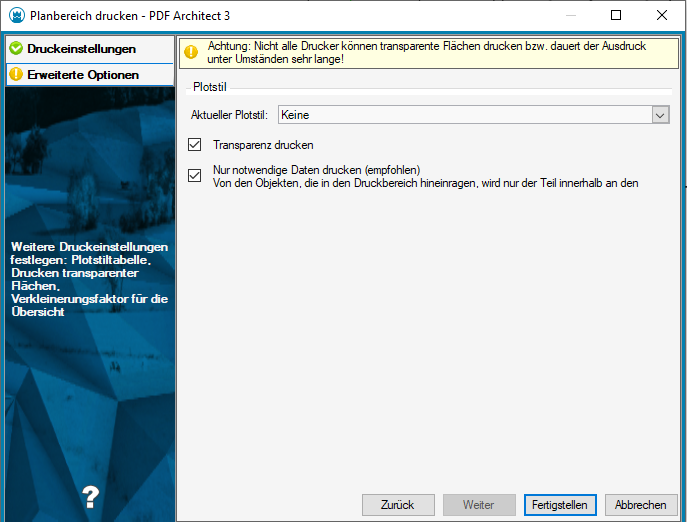 Planbereich drucken - PDF Architect 3
Druckeinstellungen
Erweiterte Optionen
Weitere Druckeinstellungen
festlegen: Plotstiltabelle,
Drucken transparenter
Flächen,
Verkleinerungsfaktor für die
Übersicht
?
Achtung: Nicht alle Drucker können transparente Flächen drucken bzw. dauert der Ausdruck
unter Umständen sehr lange!
Plotstil
Aktueller Plotstil: Keine
Transparenz drucken
Nur notwendige Daten drucken (empfohlen)
Von den Objekten, die in den Druckbereich hineinragen, wird nur der Teil innerhalb an den
Zurück Weiter Fertigstellen Abbrechen